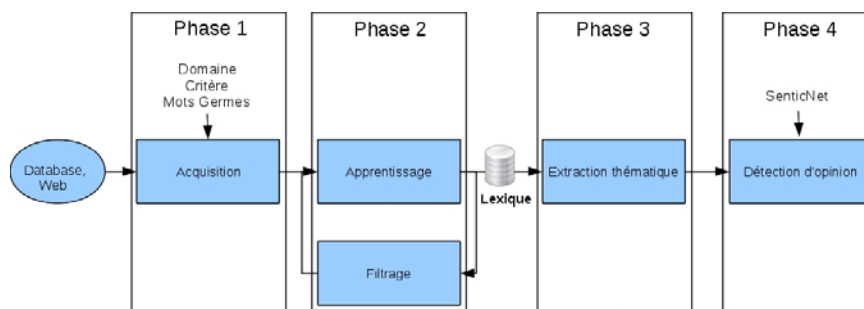 Phase 1
Phase 2
Phase 3
Phase 4
Domaine
Critère
Mots Germes
SenticNet
Database,
Web
Acquisition
Apprentissage
Lexique
Extraction thématique
Détection d'opinion
Filtrage